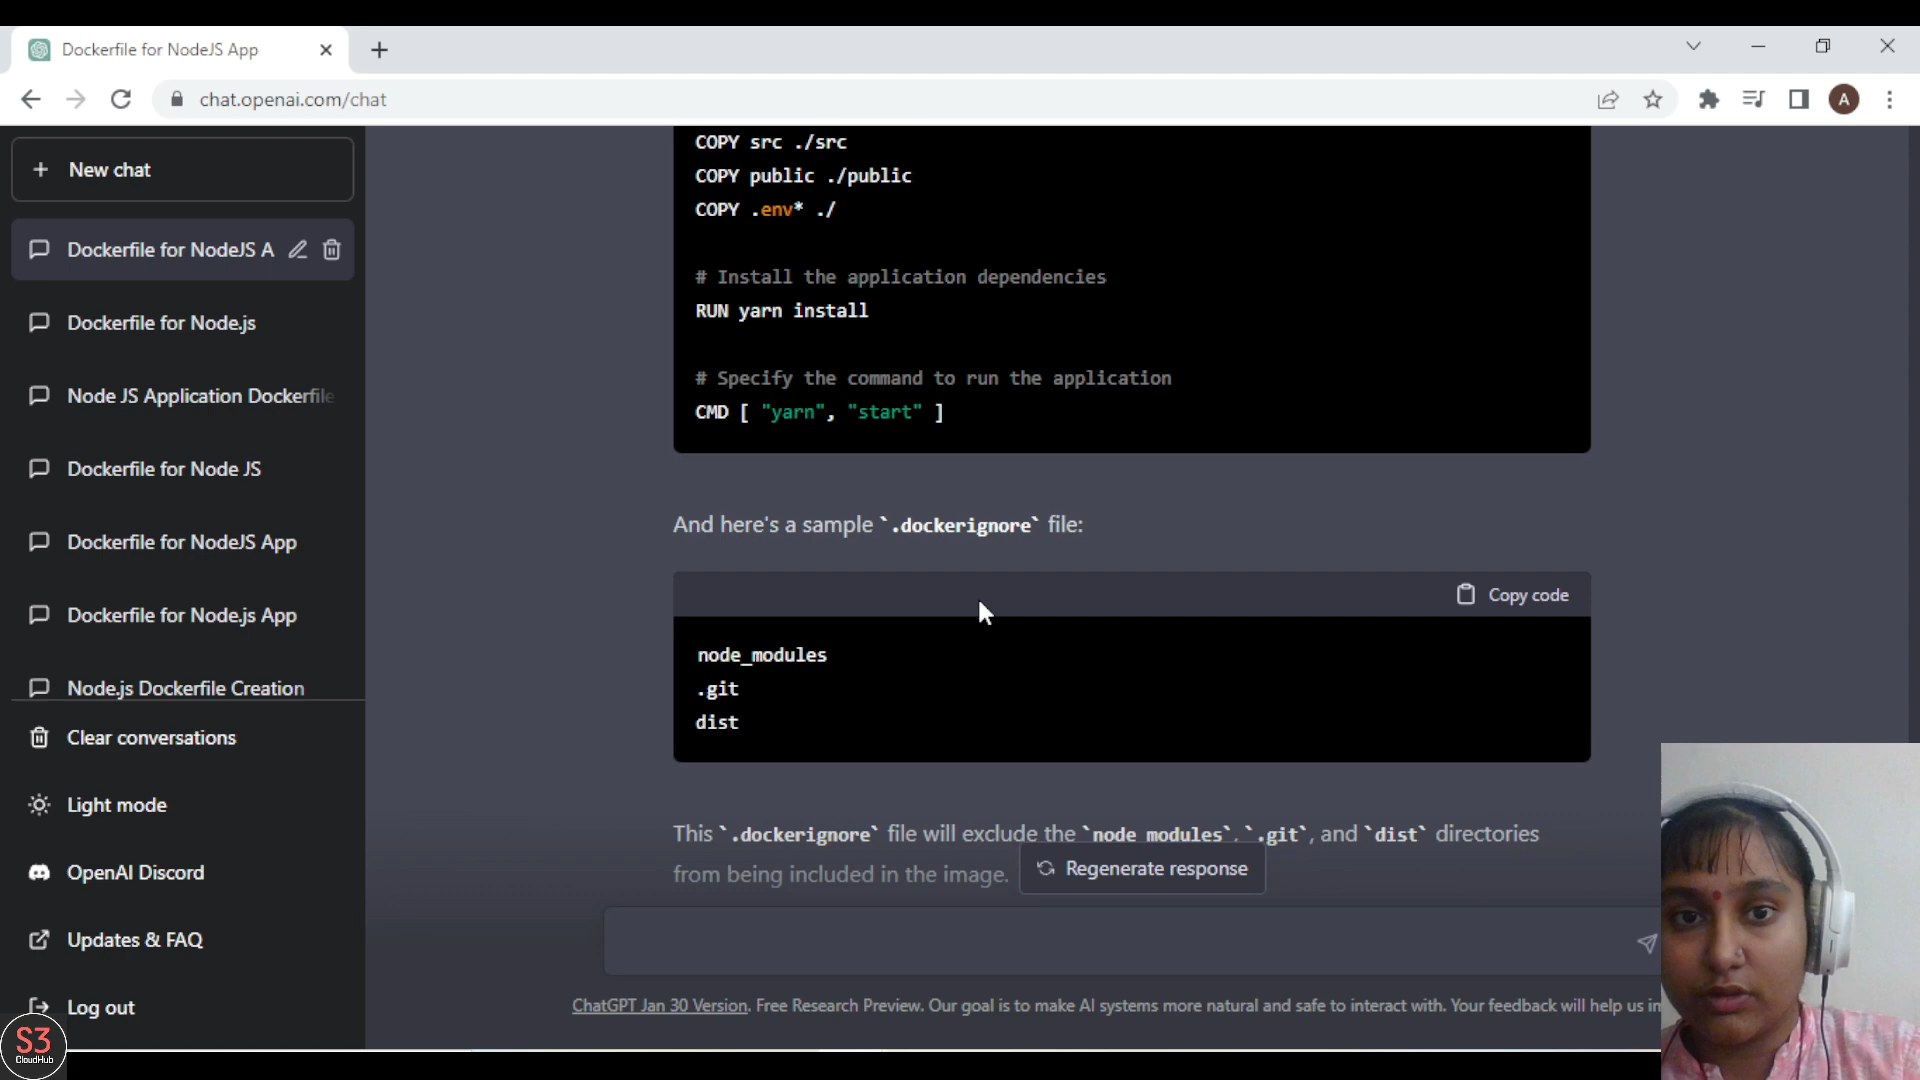 Dockerfile for NodeJS App
chat.openai.com/chat
A
New chat
Dockerfile for NodeJS A
Dockerfile for Node.js
Node JS Application Dockerfile
Dockerfile for Node JS
Dockerfile for NodeJS App
Dockerfile for Node.js App
Node.js Dockerfile Creation
Clear conversations
Light mode
OpenAI Discord
Updates & FAQ
Log out
S3
CloudHub
COPY src ./src
COPY public ./public
COPY .env* ./
# Install the application dependencies
RUN yarn install
# Specify the command to run the application
CMD [ "yarn", "start" ]
And here's a sample `.dockerignore` file:
Copy code
node_modules
.git
dist
This `.dockerignore` file will exclude the `node_modules`, `.git`, and `dist` directories
from being included in the image.
Regenerate response
ChatGPT Jan 30 Version. Free Research Preview. Our goal is to make AI systems more natural and safe to interact with. Your feedback will help us im